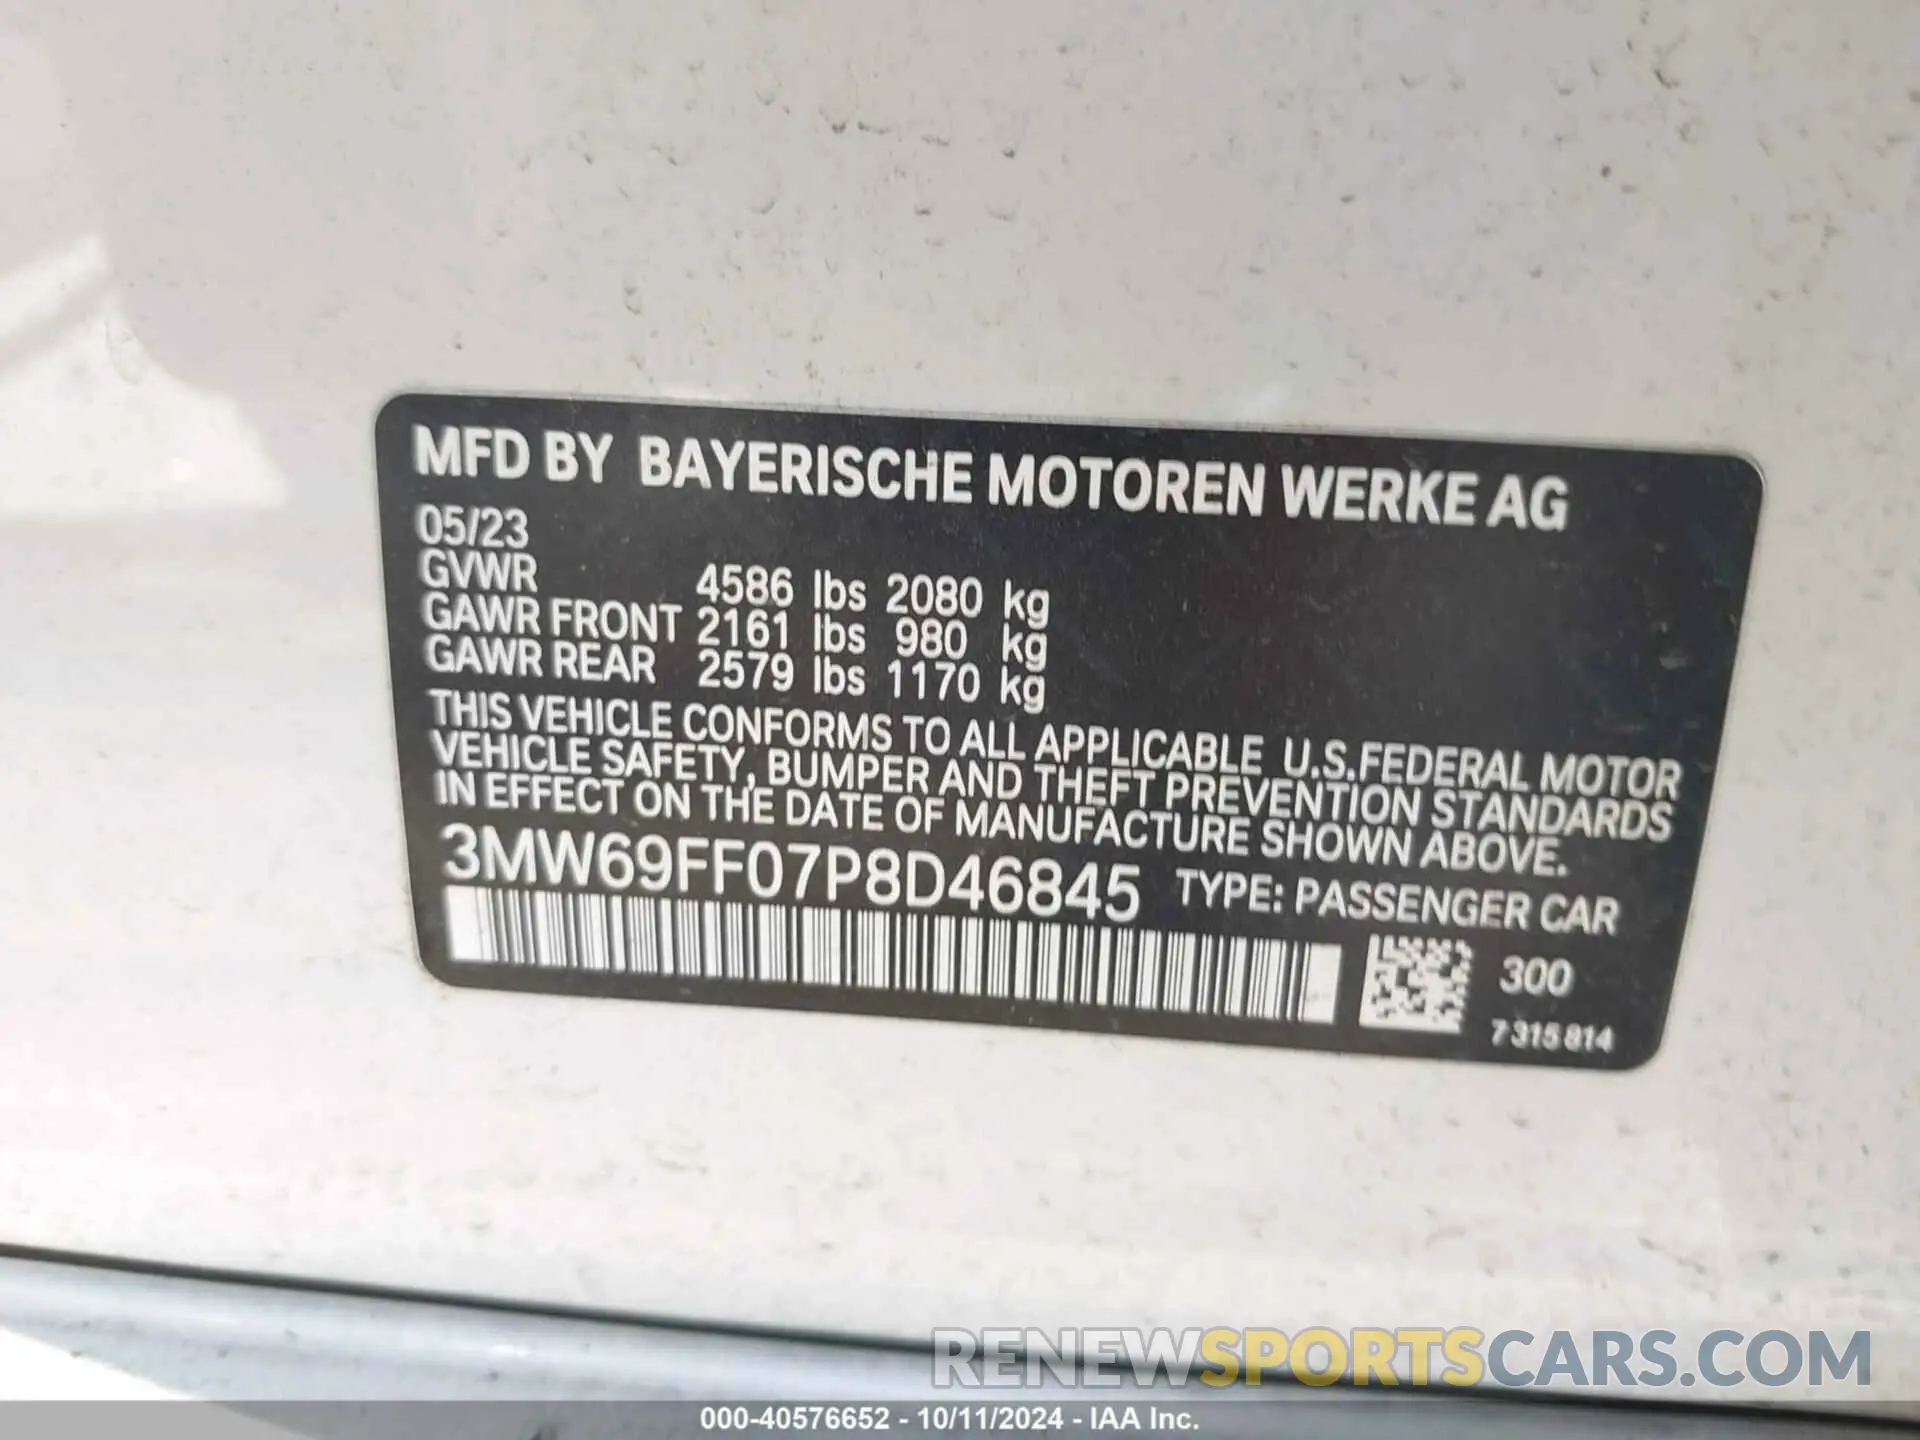 MFD BY BAYERISCHE MOTOREN WERKE AG
05/23
GVWR 4586 lbs 2080 kg
GAWR FRONT 2161 lbs 980 kg
GAWR REAR 2579 lbs 1170 kg
THIS VEHICLE CONFORMS TO ALL APPLICABLE U.S.FEDERAL MOTOR
VEHICLE SAFETY, BUMPER AND THEFT PREVENTION STANDARDS
IN EFFECT ON THE DATE OF MANUFACTURE SHOWN ABOVE.
3MW69FF07P8D46845 TYPE: PASSENGER CAR
300
7 315 814
RENEWSPORTSCARS.COM
000-40576652 - 10/11/2024 - IAA Inc.